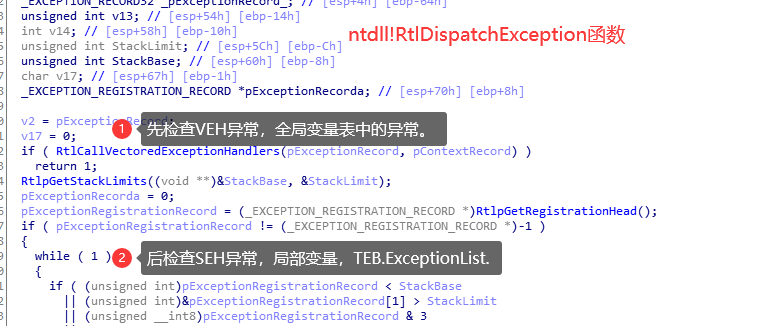 _EXCEPTION_RECORD32 *_pExceptionRecord_; // [esp+4h] [ebp-64h]
unsigned int v13; // [esp+54h] [ebp-14h]
int v14; // [esp+58h] [ebp-10h]
ntdll!RtlDispatchException函数
unsigned int StackLimit; // [esp+5Ch] [ebp-Ch]
unsigned int StackBase; // [esp+60h] [ebp-8h]
char v17; // [esp+67h] [ebp-1h]
_EXCEPTION_REGISTRATION_RECORD *pExceptionRecorda; // [esp+70h] [ebp+8h]
v2 = pExceptionRecord;
1 先检查VEH异常，全局变量表中的异常。
v17 = 0;
if ( RtlCallVectoredExceptionHandlers(pExceptionRecord, pContextRecord) )
return 1;
RtlpGetStackLimits((void **)&StackBase, &StackLimit);
pExceptionRecorda = 0;
pExceptionRegistrationRecord = (_EXCEPTION_REGISTRATION_RECORD *)RtlpGetRegistrationHead();
if ( pExceptionRegistrationRecord != (_EXCEPTION_REGISTRATION_RECORD *)-1 )
{
while ( 1 )
2 后检查SEH异常，局部变量，TEB.ExceptionList.
{
if ( (unsigned int)pExceptionRegistrationRecord < StackBase
|| (unsigned int)&pExceptionRegistrationRecord[1] > StackLimit
|| (unsigned __int8)pExceptionRegistrationRecord & 3